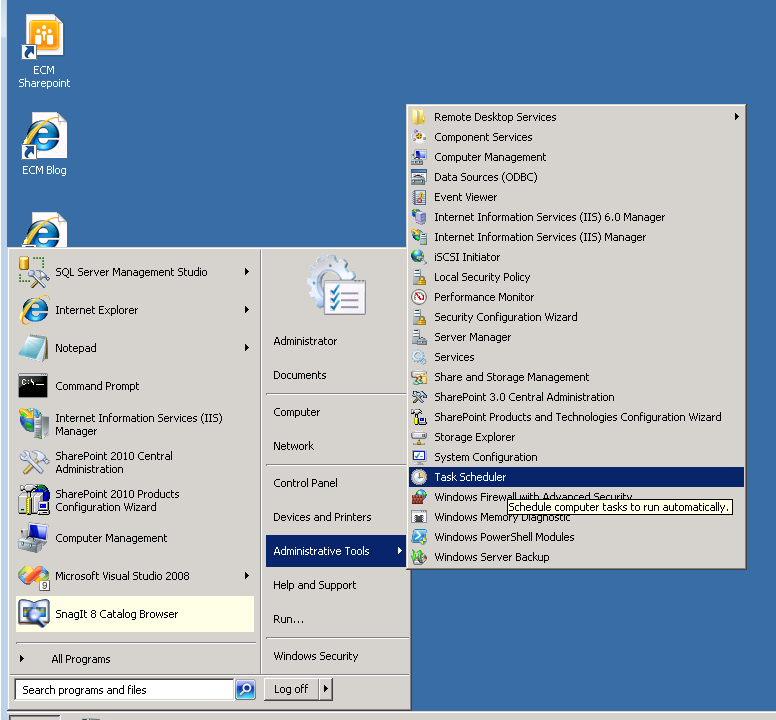 ECM
Sharepoint
ECM Blog
SQL Server Management Studio
Internet Explorer
Notepad
C:\.
Command Prompt
Internet Information Services (IIS)
Manager
SharePoint 2010 Central
Administration
SharePoint 2010 Products
Configuration Wizard
Computer Management
9
Microsoft Visual Studio 2008
SnagIt 8 Catalog Browser
All Programs
Search programs and files
Administrator
Documents
Computer
Network
Control Panel
Devices and Printers
Administrative Tools
Help and Support
Run...
Windows Security
Log off
Remote Desktop Services
Component Services
Computer Management
Data Sources (ODBC)
Event Viewer
Internet Information Services (IIS) 6.0 Manager
Internet Information Services (IIS) Manager
iSCSI Initiator
Local Security Policy
Performance Monitor
Security Configuration Wizard
Server Manager
Services
Share and Storage Management
SharePoint 3.0 Central Administration
SharePoint Products and Technologies Configuration Wizard
Storage Explorer
System Configuration
Task Scheduler
Windows Firewall with Advanced Security
Schedule computer tasks to run automatically.
Windows Memory Diagnostic
Windows PowerShell Modules
Windows Server Backup